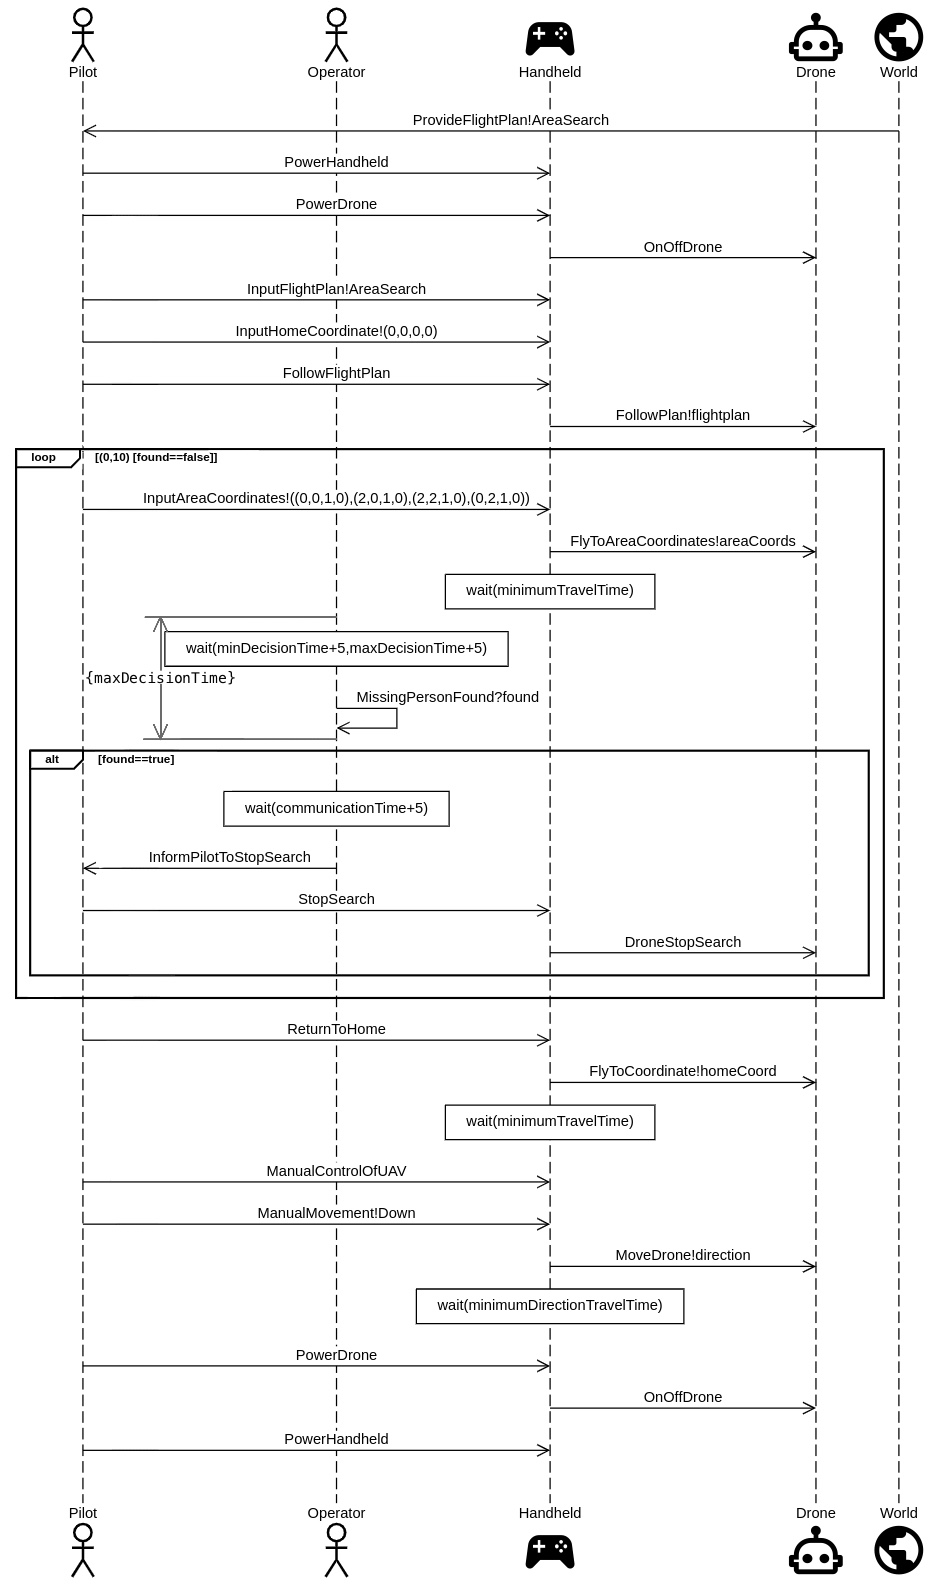 Pilot
Operator
Handheld
Drone
World
ProvideFlightPlan!AreaSearch
PowerHandheld
PowerDrone
OnOffDrone
InputFlightPlan!AreaSearch
InputHomeCoordinate!(0,0,0,0)
FollowFlightPlan
FollowPlan!flightplan
loop [(0,10) [found==false]]
InputAreaCoordinates!((0,0,1,0),(2,0,1,0),(2,2,1,0),(0,2,1,0))
FlyToAreaCoordinates!areaCoords
wait(minimumTravelTime)
wait(minDecisionTime+5,maxDecisionTime+5)
{maxDecisionTime}
MissingPersonFound?found
alt [found==true]
wait(communicationTime+5)
InformPilotToStopSearch
StopSearch
DroneStopSearch
ReturnToHome
FlyToCoordinate!homeCoord
wait(minimumTravelTime)
ManualControlOfUAV
ManualMovement!Down
MoveDrone!direction
wait(minimumDirectionTravelTime)
PowerDrone
OnOffDrone
PowerHandheld
Pilot
Operator
Handheld
Drone
World